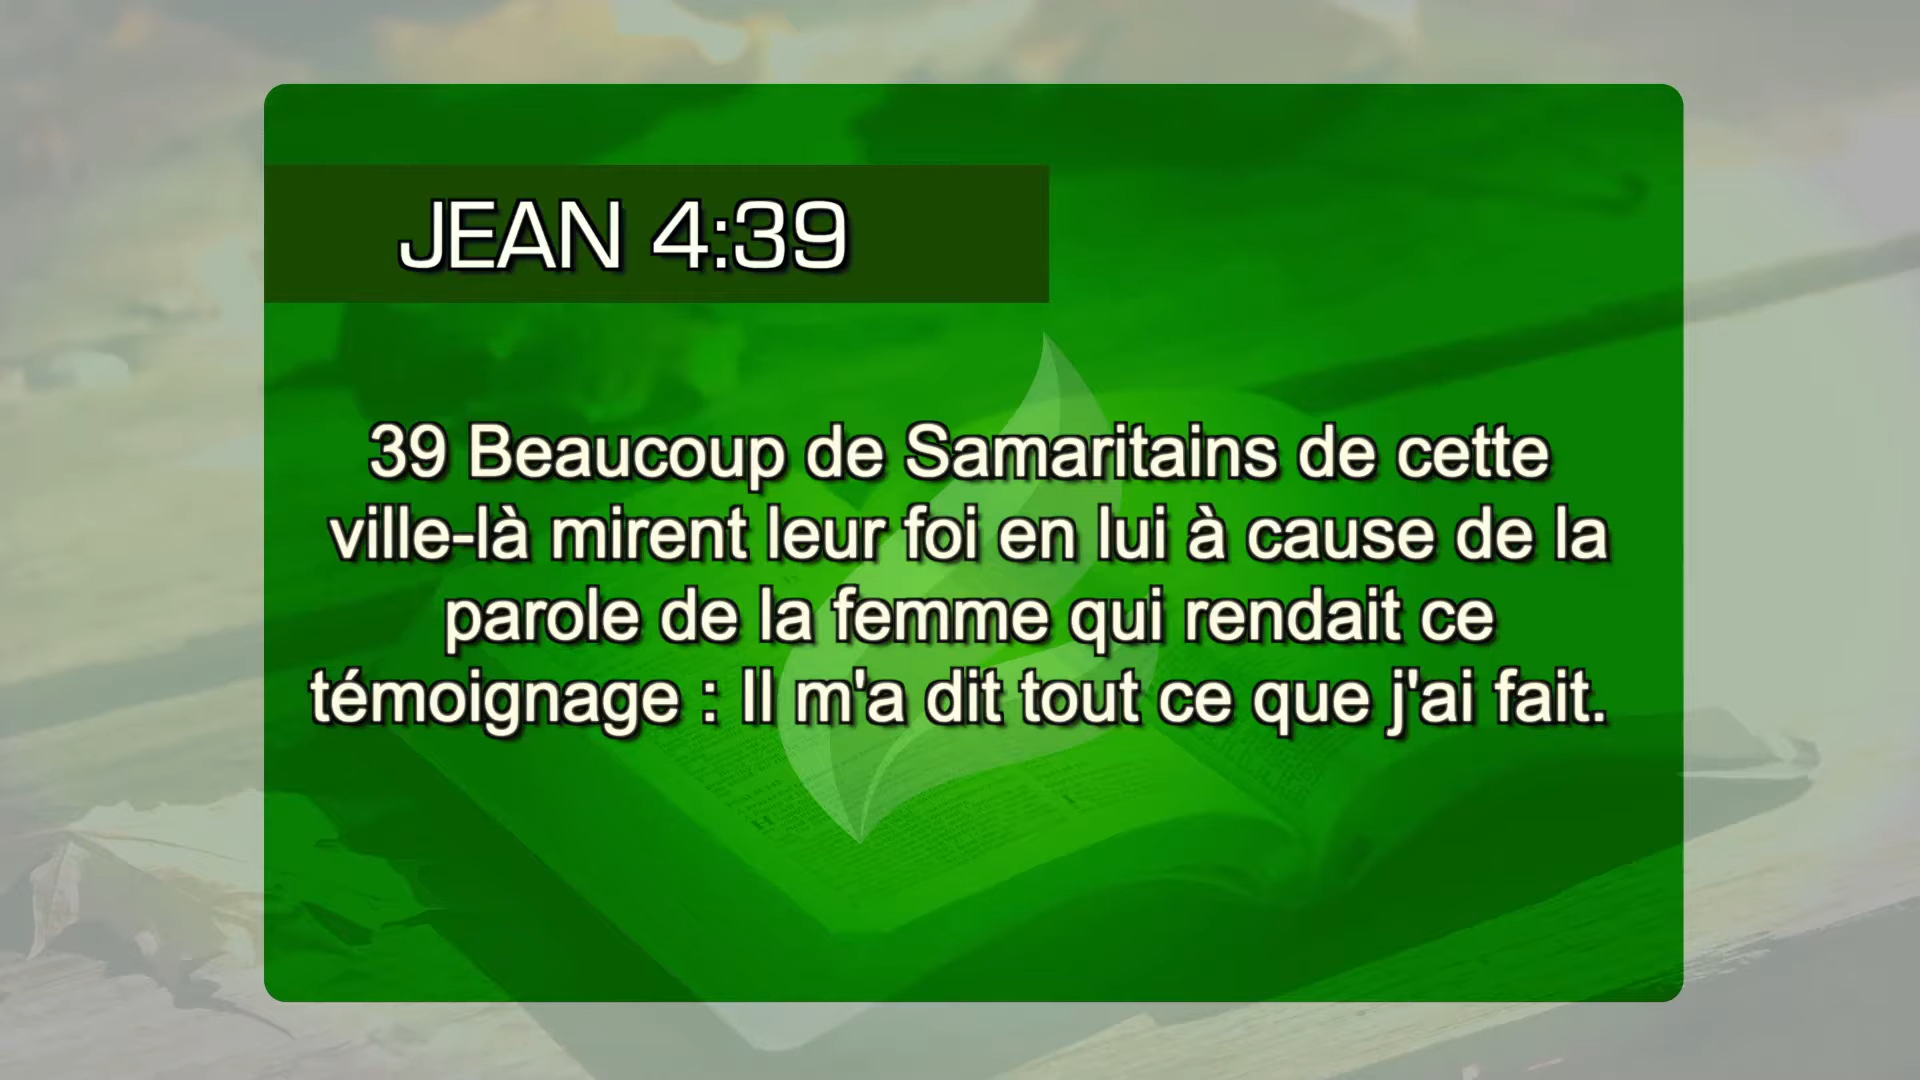 JEAN 4:39
39 Beaucoup de Samaritains de cette
ville-là mirent leur foi en lui à cause de la
parole de la femme qui rendait ce
témoignage : Il m'a dit tout ce que j'ai fait.